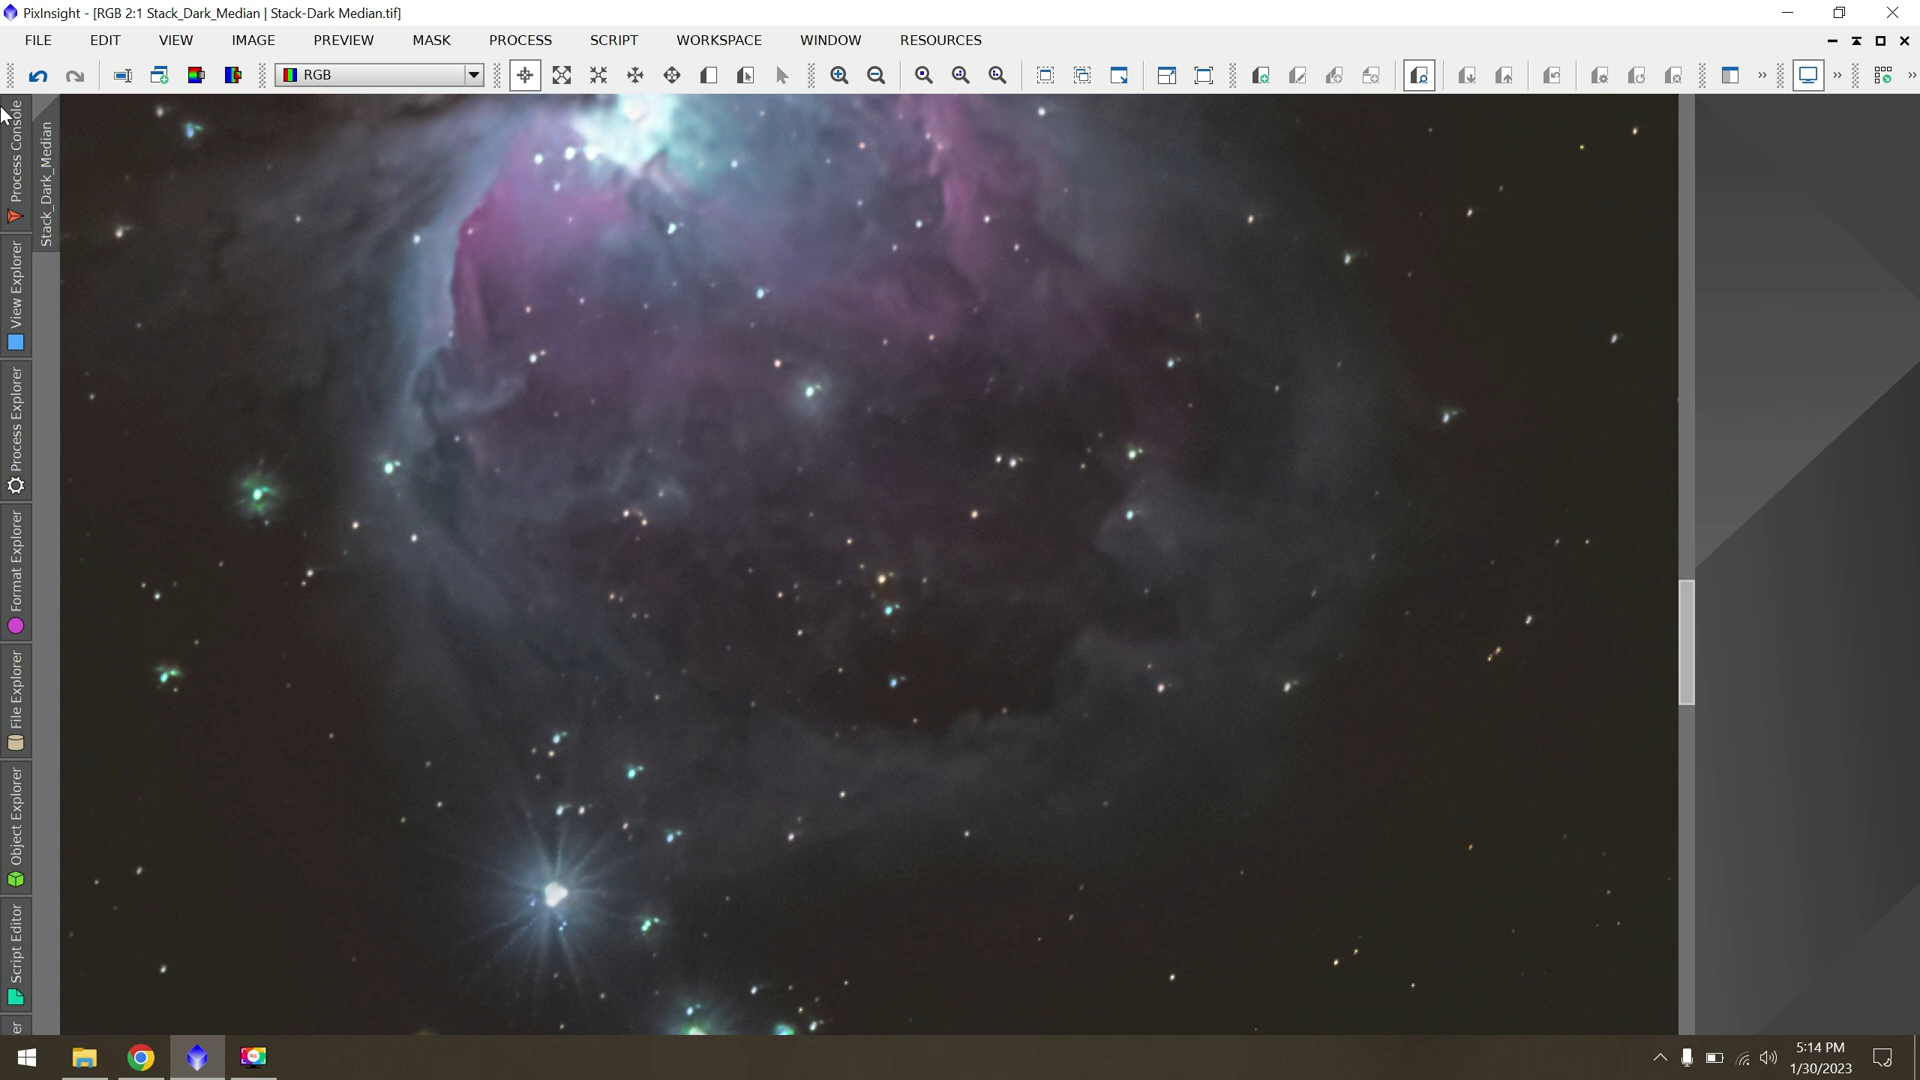 PixInsight - [RGB 2:1 Stack_Dark_Median | Stack-Dark Median.tif]
FILE EDIT VIEW IMAGE PREVIEW MASK PROCESS SCRIPT WORKSPACE WINDOW RESOURCES
RGB
Process Console
Stack_Dark_Median
View Explorer
Process Explorer
Format Explorer
File Explorer
Object Explorer
Script Editor
er
5:14 PM
1/30/2023